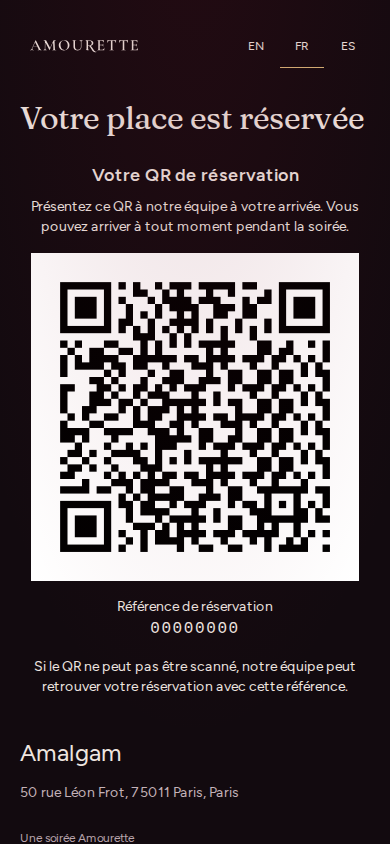 AMOURETTE
EN FR ES
Votre place est réservée
Votre QR de réservation
Présentez ce QR à notre équipe à votre arrivée. Vous
pouvez arriver à tout moment pendant la soirée.
Référence de réservation
00000000
Si le QR ne peut pas être scanné, notre équipe peut
retrouver votre réservation avec cette référence.
Amalgam
50 rue Léon Frot, 75011 Paris, Paris
Une soirée Amourette